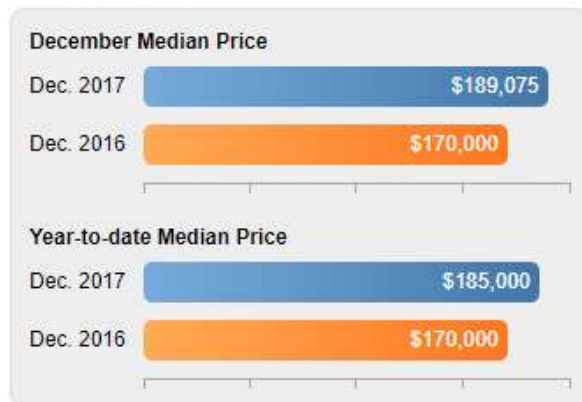 December Median Price
Dec. 2017 $189,075
Dec. 2016 $170,000
Year-to-date Median Price
Dec. 2017 $185,000
Dec. 2016 $170,000